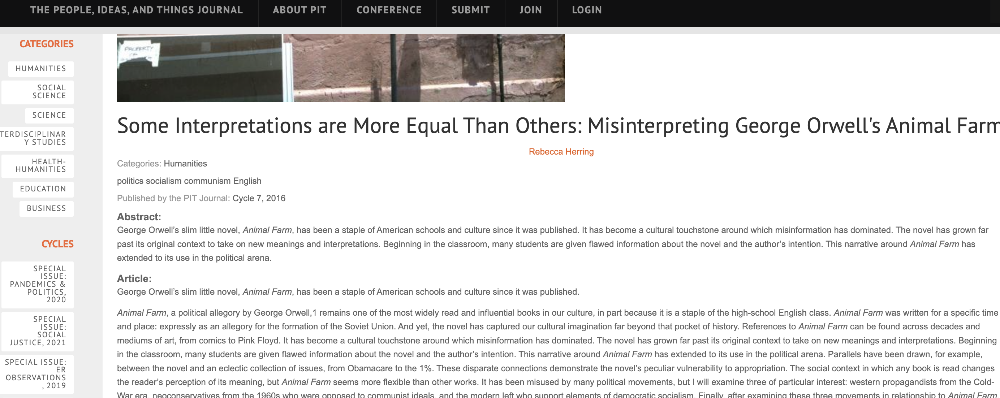 THE PEOPLE, IDEAS, AND THINGS JOURNAL ABOUT PIT CONFERENCE SUBMIT JOIN LOGIN
CATEGORIES
HUMANITIES
SOCIAL
SCIENCE
SCIENCE
TERDISCIPLINAR
Y STUDIES
HEALTH-
HUMANITIES
EDUCATION
BUSINESS
CYCLES
SPECIAL
ISSUE:
PANDEMICS &
POLITICS,
2020
SPECIAL
ISSUE:
SOCIAL
JUSTICE, 2021
SPECIAL ISSUE:
ER
OBSERVATIONS
, 2019
PROPERTY
Some Interpretations are More Equal Than Others: Misinterpreting George Orwell's Animal Farm
Rebecca Herring
Categories: Humanities
politics socialism communism English
Published by the PIT Journal: Cycle 7, 2016
Abstract:
George Orwell’s slim little novel, Animal Farm, has been a staple of American schools and culture since it was published. It has become a cultural touchstone around which misinformation has dominated. The novel has grown far
past its original context to take on new meanings and interpretations. Beginning in the classroom, many students are given flawed information about the novel and the author’s intention. This narrative around Animal Farm has
extended to its use in the political arena.
Article:
George Orwell’s slim little novel, Animal Farm, has been a staple of American schools and culture since it was published.
Animal Farm, a political allegory by George Orwell,1 remains one of the most widely read and influential books in our culture, in part because it is a staple of the high-school English class. Animal Farm was written for a specific time
and place: expressly as an allegory for the formation of the Soviet Union. And yet, the novel has captured our cultural imagination far beyond that pocket of history. References to Animal Farm can be found across decades and
mediums of art, from comics to Pink Floyd. It has become a cultural touchstone around which misinformation has dominated. The novel has grown far past its original context to take on new meanings and interpretations. Beginning
in the classroom, many students are given flawed information about the novel and the author’s intention. This narrative around Animal Farm has extended to its use in the political arena. Parallels have been drawn, for example,
between the novel and an eclectic collection of issues, from Obamacare to the 1%. These disparate connections demonstrate the novel’s peculiar vulnerability to appropriation. The social context in which any book is read changes
the reader’s perception of its meaning, but Animal Farm seems more flexible than other works. It has been misused by many political movements, but I will examine three of particular interest: western propagandists from the Cold-
War era, neoconservatives from the 1960s who were opposed to communist ideals, and the modern left who support elements of democratic socialism. Finally, after examining these three movements in relationship to Animal Farm